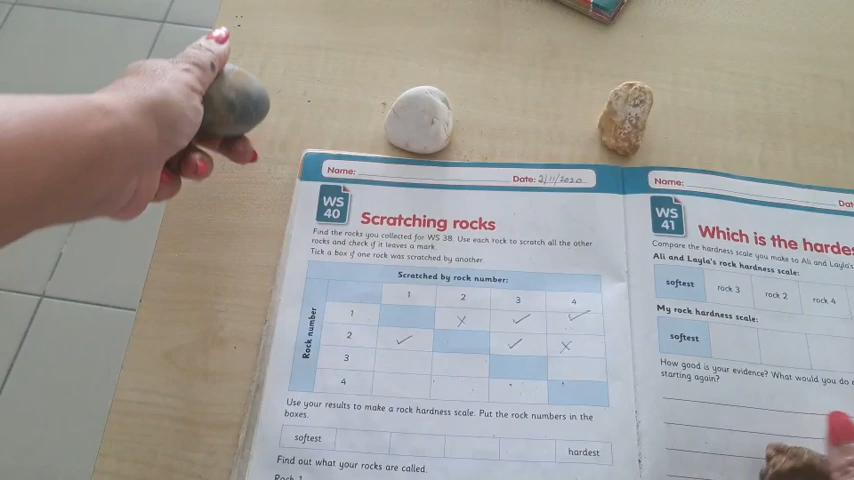 Name: Date: 2/11/2020
WS
40
Scratching rocks
Find the rocks you collected for WS 38. Use each rock to scratch all the other
rocks and check if it leaves a mark.
Tick a box if one rock was scratched by another.
Scratched by rock number:
Rock number
1 2 3 4
1 X ✓ ✓
2 ✓ ✓ X
3
4
Use your results to make a rock hardness scale. Put the rock numbers in the
boxes.
softest hardest
Find out what your rocks are called.
Rock 1
Name:
WS
41
Which is the
Compare the hardness scale you make to Ali and Layla's
Ali and Layla's rock hardness scale:
softest rock 3 rock 2 rock 4
My rock hardness scale:
softest
How good is your evidence? What would you do
starting again?